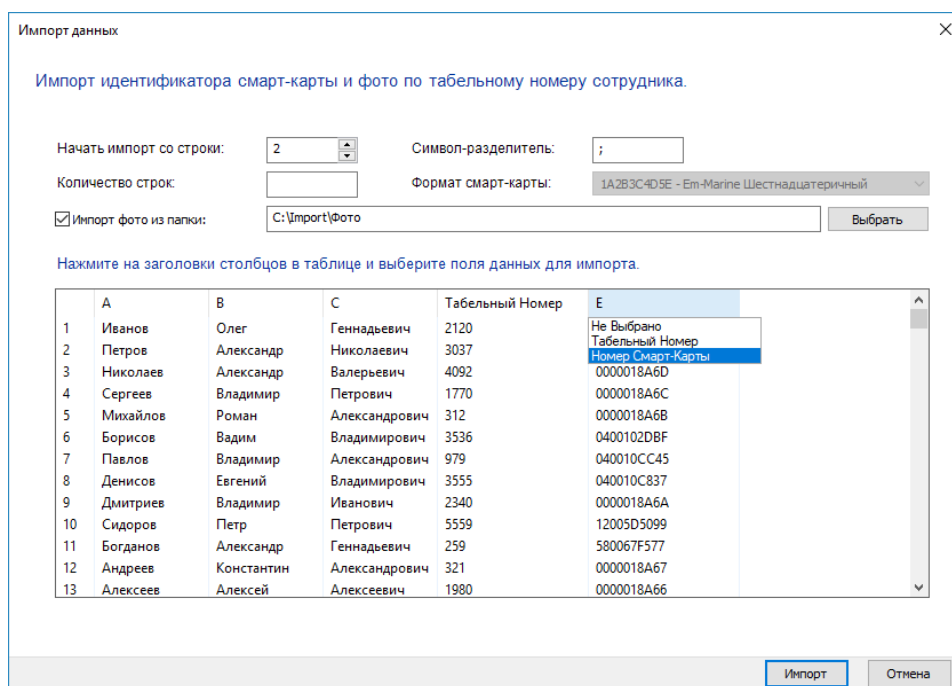 Импорт данных
Импорт идентификатора смарт-карты и фото по табельному номеру сотрудника.
Начать импорт со строки: 2 Символ-разделитель: ;
Количество строк: Формат смарт-карты: 1A2B3C4D5E - Em-Marine Шестнадцатеричный
Импорт фото из папки: C:\Import\Фото Выбрать
Нажмите на заголовки столбцов в таблице и выберите поля данных для импорта.
A B C Табельный Номер E
1 Иванов Олег Геннадьевич 2120 Не Выбрано
Табельный Номер
2 Петров Александр Николаевич 3037 Номер Смарт-Карты
3 Николаев Александр Валерьевич 4092 0000018A6D
4 Сергеев Владимир Петрович 1770 0000018A6C
5 Михайлов Роман Александрович 312 0000018A6B
6 Борисов Вадим Владимирович 3536 0400102DBF
7 Павлов Владимир Александрович 979 040010CC45
8 Денисов Евгений Владимирович 3555 040010C837
9 Дмитриев Владимир Иванович 2340 0000018A6A
10 Сидоров Петр Петрович 5559 12005D5099
11 Богданов Александр Геннадьевич 259 580067F577
12 Андреев Константин Александрович 321 0000018A67
13 Алексеев Алексей Алексеевич 1980 0000018A66
Импорт Отмена